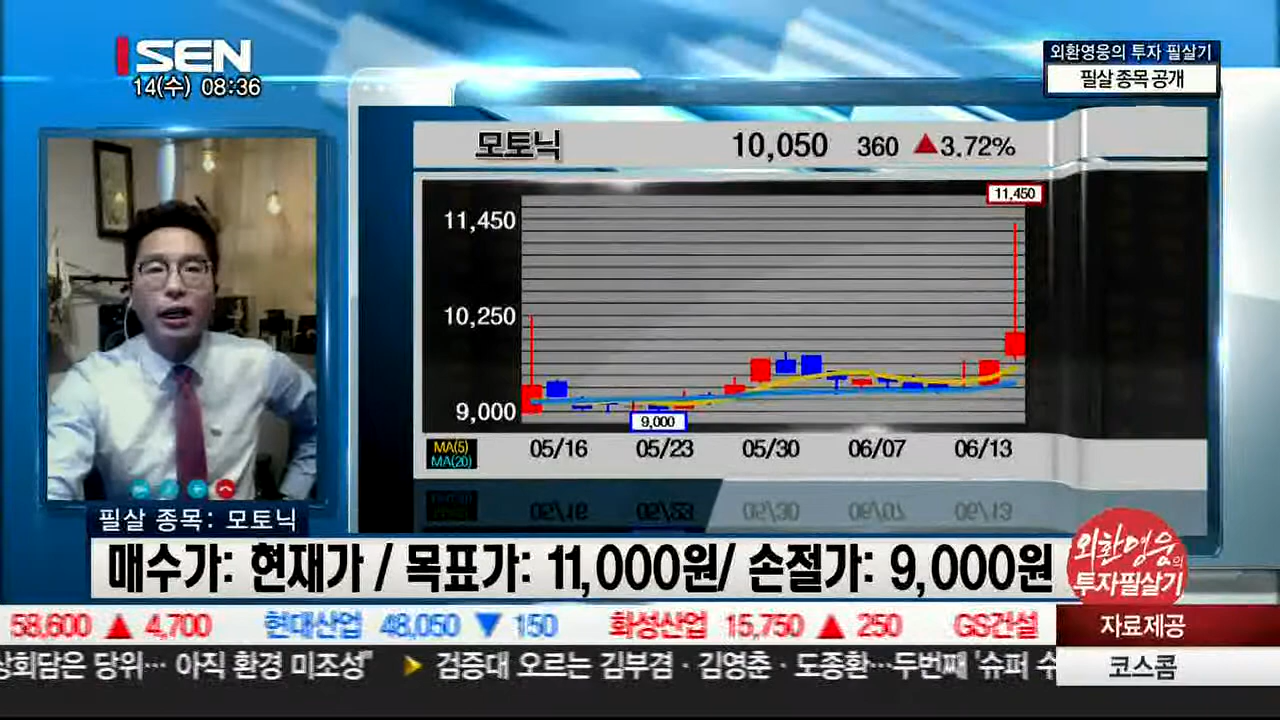 SEN
14(수) 08:36
외환영웅의 투자 필살기
필살 종목 공개
모토닉 10,050 360 ▲3.72%
11,450
11,450
10,250
9,000
9,000
MA(5)
MA(20)
05/16 05/23 05/30 06/07 06/13
필살 종목: 모토닉
매수가: 현재가 / 목표가: 11,000원/ 손절가: 9,000원
외환영웅의
투자필살기
58,600 ▲ 4,700 현대산업 48,050 ▼ 150 화성산업 15,750 ▲ 250 GS건설
자료제공
상회담은 당위… 아직 환경 미조성" ▶ 검증대 오르는 김부겸·김영춘·도종환…두번째 '슈퍼 수
코스콤